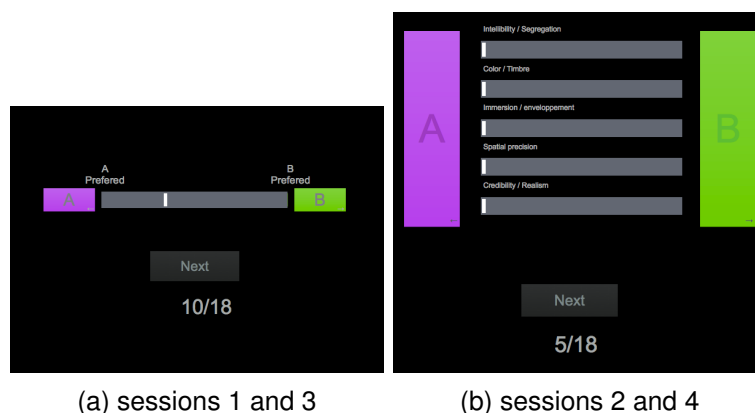 A
Prefered
B
Prefered
A
B
Next
10/18
(a) sessions 1 and 3
Intellibility / Segregation
Color / Timbre
Immersion / enveloppement
Spatial precision
Credibility / Realism
A
B
Next
5/18
(b) sessions 2 and 4